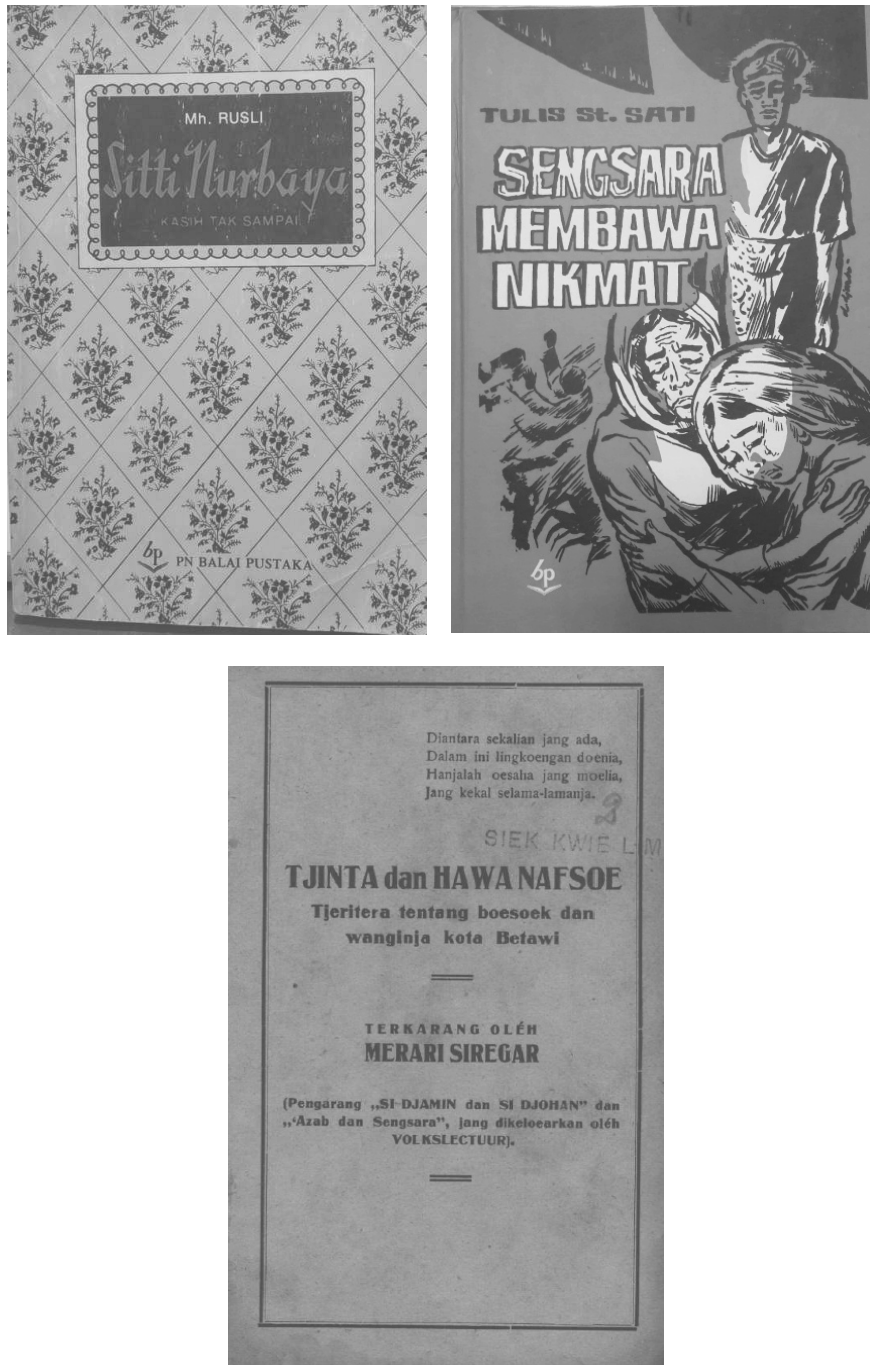 Mh. RUSLI
Sitti Nurbaya
KASIH TAK SAMPAI
bp
PN BALAI PUSTAKA
TULIS St. SATI
SENGSARA
MEMBAWA
NIKMAT
bp
Diantara sekalian jang ada,
Dalam ini lingkoengan doenia,
Hanjalah oesaha jang moelia,
Jang kekal selama-lamanja.
SIEK KWIE L M
TJINTA dan HAWA NAFSOE
Tjeritera tentang boesoek dan
wanginja kota Betawi
TERKARANG OLÉH
MERARI SIREGAR
(Pengarang „SI DJAMIN dan SI DJOHAN" dan
„'Azab dan Sengsara", jang dikeloearkan oléh
VOLKSLECTUUR).